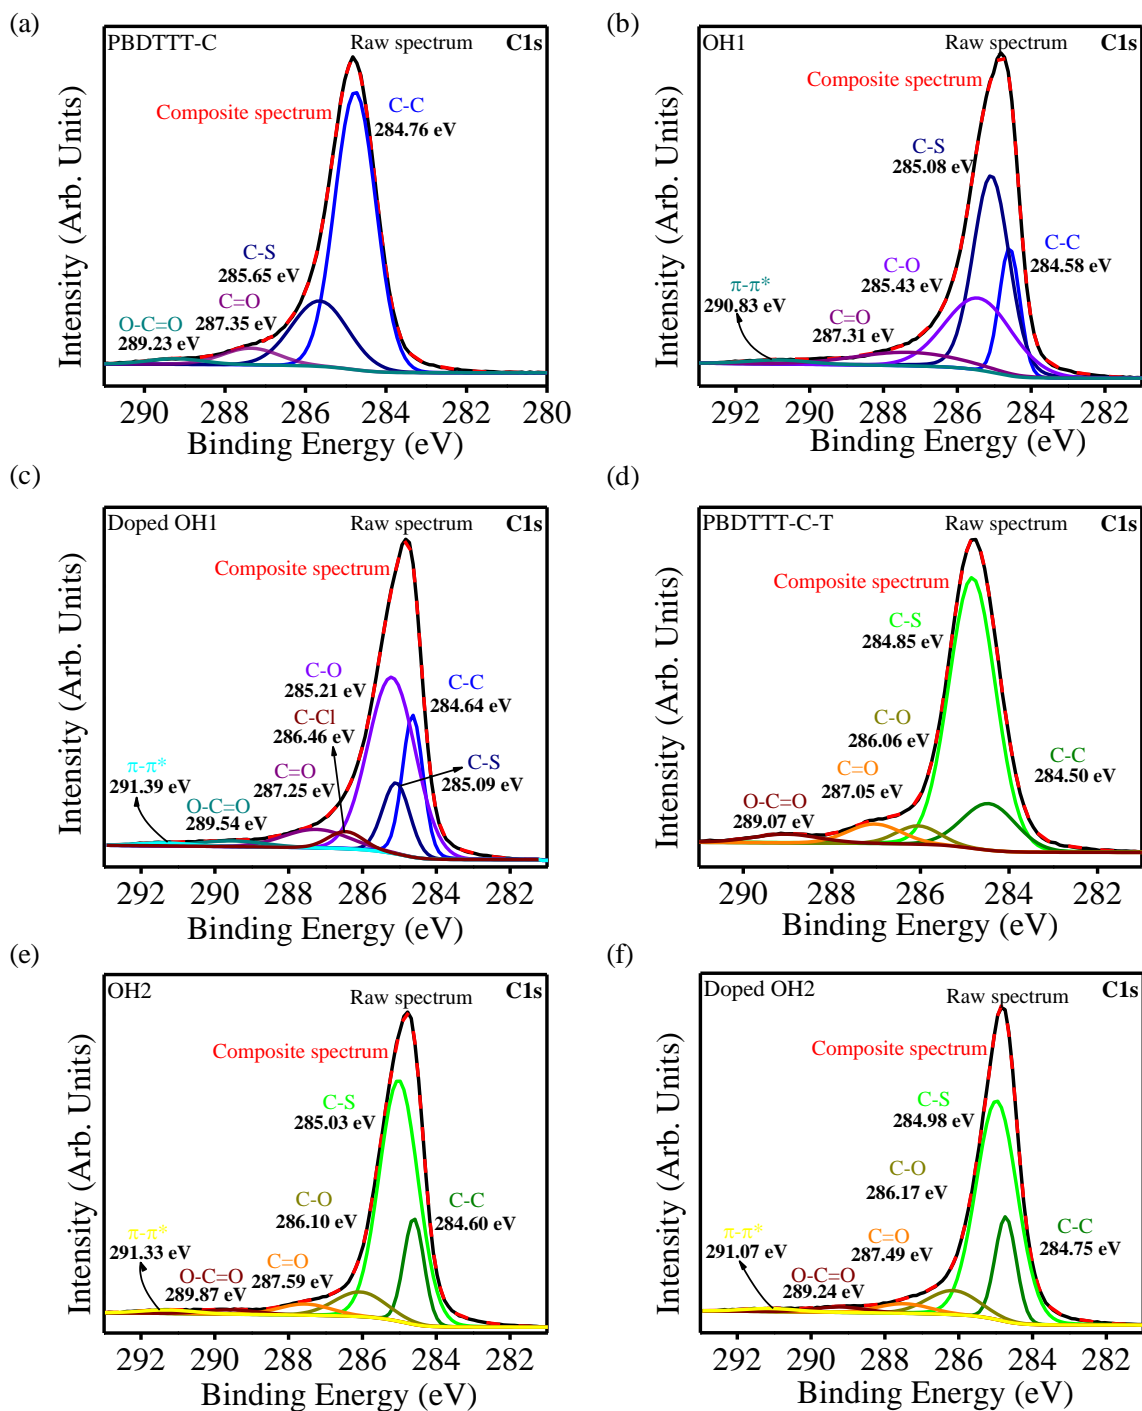 (a)
PBDTTT-C
Raw spectrum
C1s
Composite spectrum
C-C
284.76 eV
C-S
285.65 eV
C=O
287.35 eV
O-C=O
289.23 eV
Intensity (Arb. Units)
290 288 286 284 282 280
Binding Energy (eV)
(b)
OH1
Raw spectrum
C1s
Composite spectrum
C-S
285.08 eV
C-C
284.58 eV
C-O
285.43 eV
π-π*
290.83 eV
C=O
287.31 eV
Intensity (Arb. Units)
292 290 288 286 284 282
Binding Energy (eV)
(c)
Doped OH1
Raw spectrum
C1s
Composite spectrum
C-O
285.21 eV
C-C
284.64 eV
C-Cl
286.46 eV
C-S
285.09 eV
C=O
287.25 eV
π-π*
291.39 eV
O-C=O
289.54 eV
Intensity (Arb. Units)
292 290 288 286 284 282
Binding Energy (eV)
(d)
PBDTTT-C-T
Raw spectrum
C1s
Composite spectrum
C-S
284.85 eV
C-O
286.06 eV
C-C
284.50 eV
C=O
287.05 eV
O-C=O
289.07 eV
Intensity (Arb. Units)
290 288 286 284 282
Binding Energy (eV)
(e)
OH2
Raw spectrum
C1s
Composite spectrum
C-S
285.03 eV
C-O
286.10 eV
C-C
284.60 eV
π-π*
291.33 eV
C=O
287.59 eV
O-C=O
289.87 eV
Intensity (Arb. Units)
292 290 288 286 284 282
Binding Energy (eV)
(f)
Doped OH2
Raw spectrum
C1s
Composite spectrum
C-S
284.98 eV
C-O
286.17 eV
C-C
284.75 eV
π-π*
291.07 eV
C=O
287.49 eV
O-C=O
289.24 eV
Intensity (Arb. Units)
292 290 288 286 284 282
Binding Energy (eV)